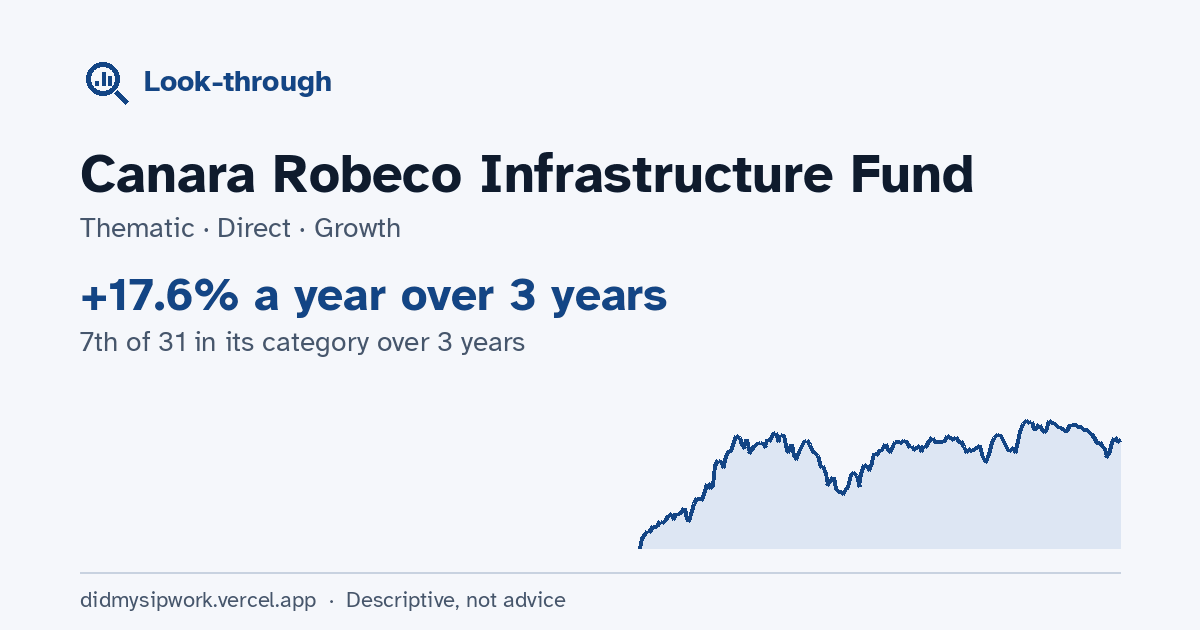 Look-through
Canara Robeco Infrastructure Fund
Thematic · Direct · Growth
+17.6% a year over 3 years
7th of 31 in its category over 3 years
didmysipwork.vercel.app · Descriptive, not advice